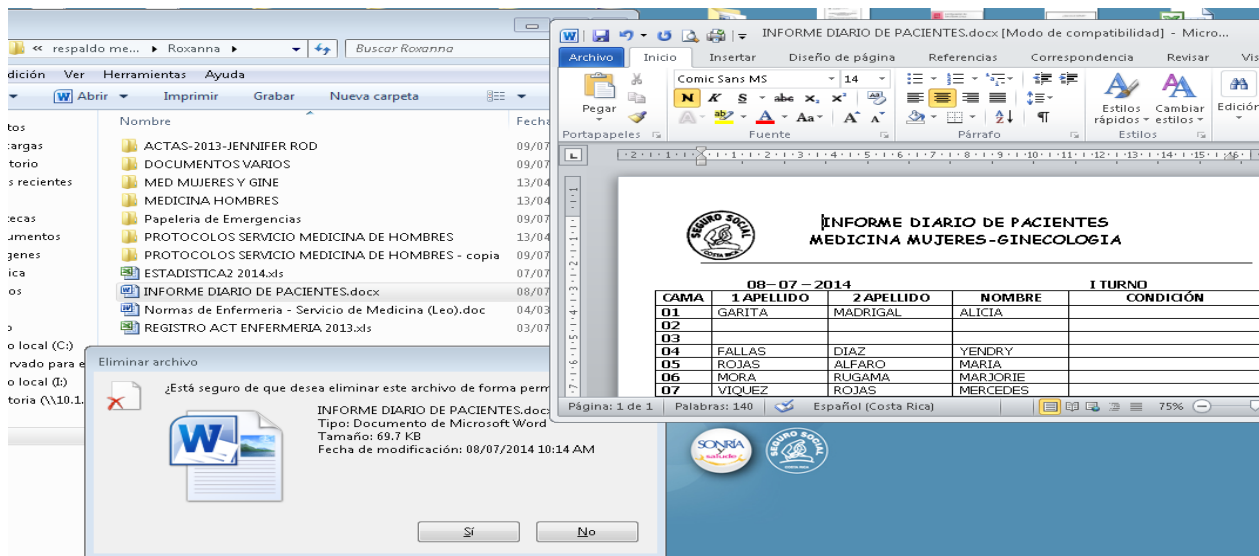 « respaldo me... ▸ Roxanna ▸
Buscar Roxanna
dición Ver Herramientas Ayuda
Abrir Imprimir Grabar Nueva carpeta
Nombre Fecha
tos
cargas
torio
s recientes
tecas
umentos
genes
ica
os
o local (C:)
rvado para e
o local (I:)
toria (\\10.1.
ACTAS-2013-JENNIFER ROD 09/07
DOCUMENTOS VARIOS 09/07
MED MUJERES Y GINE 13/04
MEDICINA HOMBRES 13/04
Papeleria de Emergencias 09/07
PROTOCOLOS SERVICIO MEDICINA DE HOMBRES 13/04
PROTOCOLOS SERVICIO MEDICINA DE HOMBRES - copia 09/07
ESTADISTICA2 2014.xls 07/07
INFORME DIARIO DE PACIENTES.docx 08/07
Normas de Enfermeria - Servicio de Medicina (Leo).doc 04/03
REGISTRO ACT ENFERMERIA 2013.xls 03/07
Eliminar archivo
¿Está seguro de que desea eliminar este archivo de forma perm
INFORME DIARIO DE PACIENTES.doc
Tipo: Documento de Microsoft Word
Tamaño: 69.7 KB
Fecha de modificación: 08/07/2014 10:14 AM
Sí No
INFORME DIARIO DE PACIENTES.docx [Modo de compatibilidad] - Micro...
Archivo Inicio Insertar Diseño de página Referencias Correspondencia Revisar Vis
Comic Sans MS 14
Pegar
N K S abc x₂ x²
A Aa A A
Estilos rápidos Cambiar estilos Edición
Portapapeles Fuente Párrafo Estilos
SEGURO SOCIAL
COSTA RICA
INFORME DIARIO DE PACIENTES
MEDICINA MUJERES-GINECOLOGIA
08-07-2014 I TURNO
CAMA 1 APELLIDO 2 APELLIDO NOMBRE CONDICIÓN
01 GARITA MADRIGAL ALICIA
02
03
04 FALLAS DIAZ YENDRY
05 ROJAS ALFARO MARIA
06 MORA RUGAMA MARJORIE
07 VIQUEZ ROJAS MERCEDES
Página: 1 de 1 Palabras: 140 Español (Costa Rica) 75%
SONRÍA
y
salude
SEGURO SOCIAL
COSTA RICA